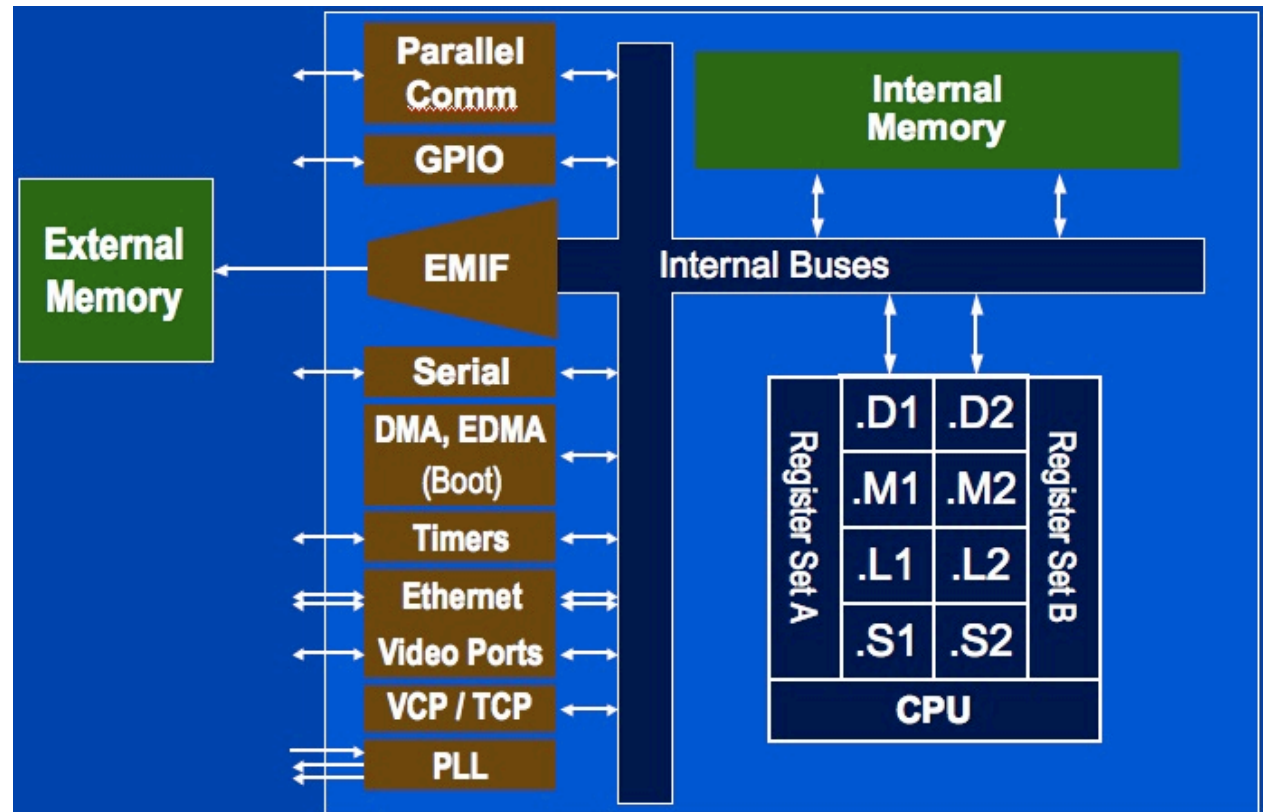 Parallel
Comm
GPIO
EMIF
Serial
DMA, EDMA
(Boot)
Timers
Ethernet
Video Ports
VCP / TCP
PLL
External
Memory
Internal
Memory
Internal Buses
Register Set A
.D1 .D2
.M1 .M2
.L1 .L2
.S1 .S2
Register Set B
CPU